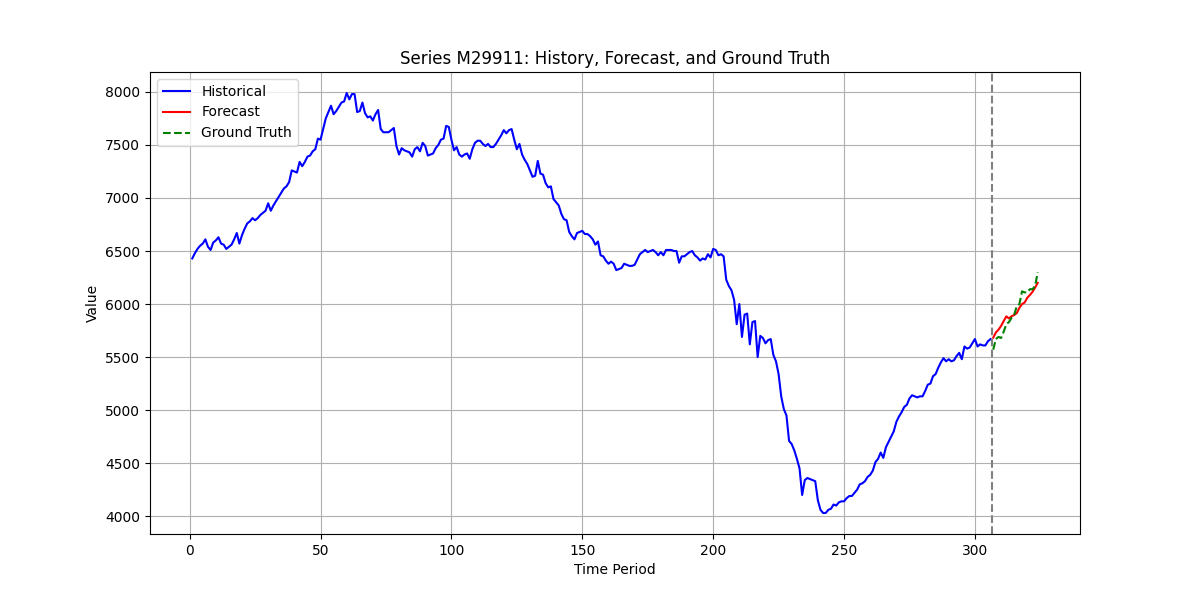 Series M29911: History, Forecast, and Ground Truth
Historical
Forecast
Ground Truth
8000
7500
7000
6500
6000
5500
5000
4500
4000
Value
0 50 100 150 200 250 300
Time Period